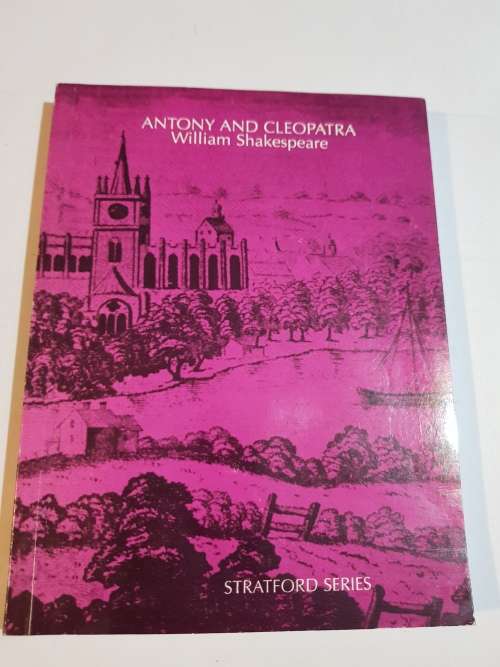 ANTONY AND CLEOPATRA
William Shakespeare
STRATFORD SERIES